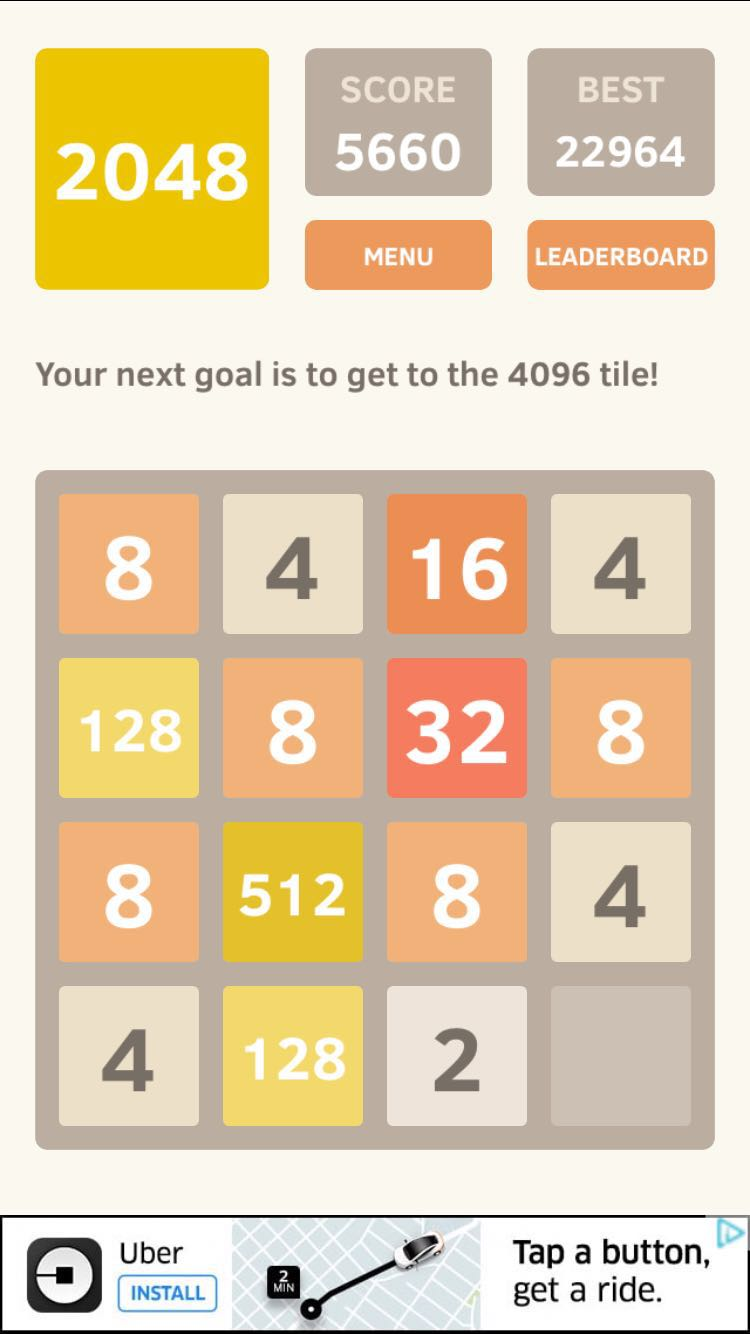 2048
SCORE
5660
BEST
22964
MENU
LEADERBOARD
Your next goal is to get to the 4096 tile!
8 4 16 4
128 8 32 8
8 512 8 4
4 128 2
Uber
INSTALL
2
MIN
Tap a button,
get a ride.